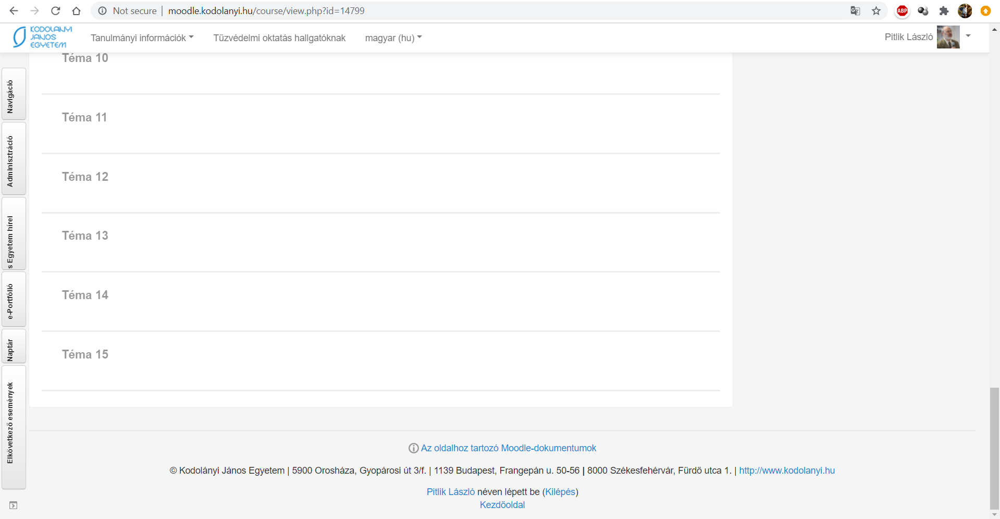 Not secure | moodle.kodolanyi.hu/course/view.php?id=14799
ABP
KODOLÁNYI
JÁNOS
EGYETEM
Tanulmányi információk
Tűzvédelmi oktatás hallgatóknak
magyar (hu)
Pitlik László
Navigáció
Adminisztráció
s Egyetem hírei
e-Portfólió
Naptár
Elkövetkező események
Téma 10
Téma 11
Téma 12
Téma 13
Téma 14
Téma 15
Az oldalhoz tartozó Moodle-dokumentumok
© Kodolányi János Egyetem | 5900 Orosháza, Gyopárosi út 3/f. | 1139 Budapest, Frangepán u. 50-56 | 8000 Székesfehérvár, Fürdő utca 1. | http://www.kodolanyi.hu
Pitlik László néven lépett be (Kilépés)
Kezdőoldal